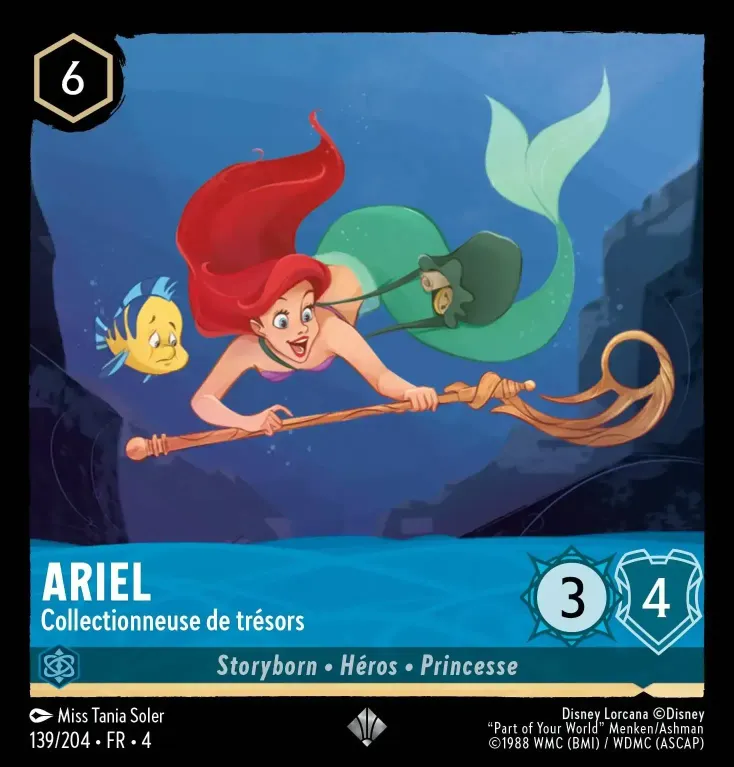 6
ARIEL
Collectionneuse de trésors
3
4
Storyborn • Héros • Princesse
Miss Tania Soler
139/204 • FR • 4
Disney Lorcana ©Disney
“Part of Your World” Menken/Ashman
©1988 WMC (BMI) / WDMC (ASCAP)